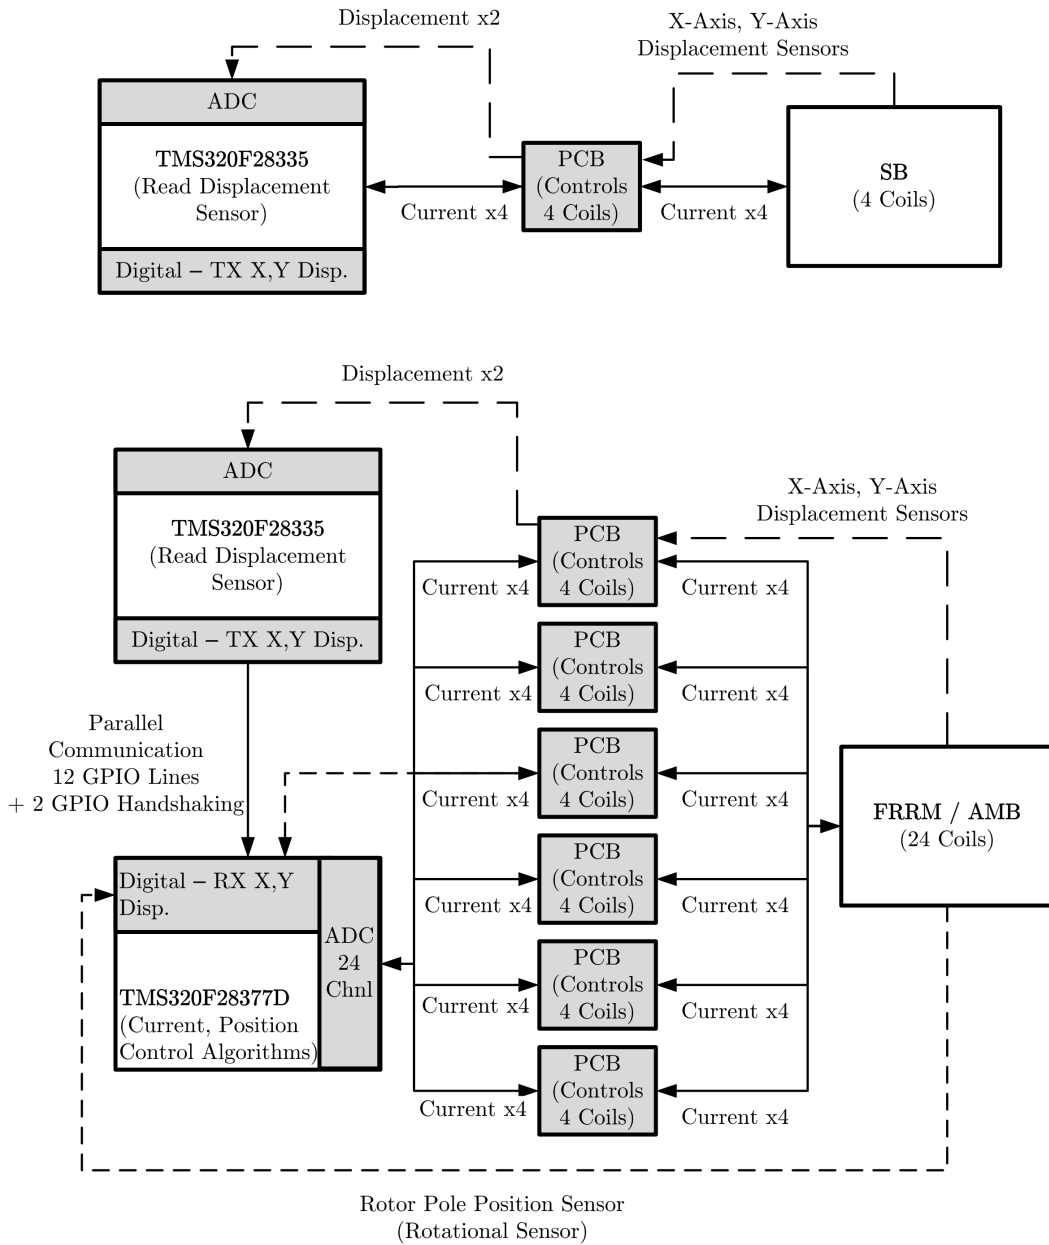 Displacement x2
X-Axis, Y-Axis
Displacement Sensors
ADC
TMS320F28335
(Read Displacement
Sensor)
Digital – TX X,Y Disp.
Current x4
PCB
(Controls
4 Coils)
Current x4
SB
(4 Coils)
Displacement x2
ADC
TMS320F28335
(Read Displacement
Sensor)
Digital – TX X,Y Disp.
X-Axis, Y-Axis
Displacement Sensors
PCB
(Controls
4 Coils)
Current x4
Current x4
PCB
(Controls
4 Coils)
Current x4
Current x4
Parallel
Communication
12 GPIO Lines
+ 2 GPIO Handshaking
PCB
(Controls
4 Coils)
Current x4
Current x4
FRRM / AMB
(24 Coils)
Digital – RX X,Y
Disp.
ADC
24
Chnl
TMS320F28377D
(Current, Position
Control Algorithms)
PCB
(Controls
4 Coils)
Current x4
Current x4
PCB
(Controls
4 Coils)
Current x4
Current x4
PCB
(Controls
4 Coils)
Current x4
Current x4
Rotor Pole Position Sensor
(Rotational Sensor)